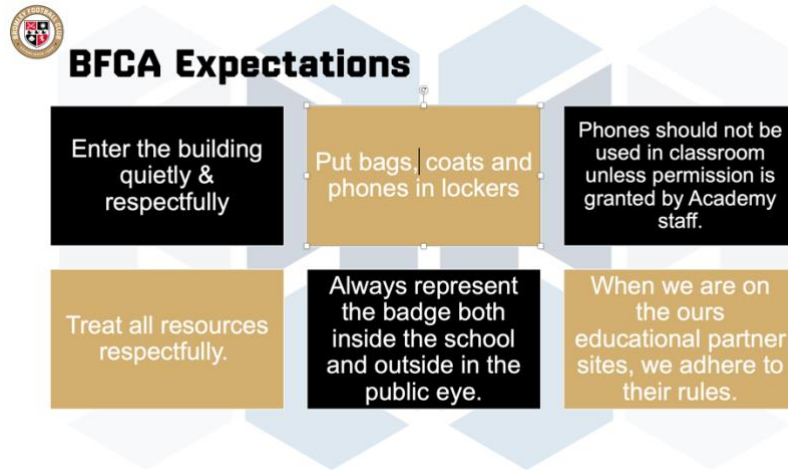 BROMLEY FOOTBALL CLUB
BFCA Expectations
Enter the building
quietly &
respectfully
Put bags, coats and
phones in lockers
Phones should not be
used in classroom
unless permission is
granted by Academy
staff.
Treat all resources
respectfully.
Always represent
the badge both
inside the school
and outside in the
public eye.
When we are on
the ours
educational partner
sites, we adhere to
their rules.